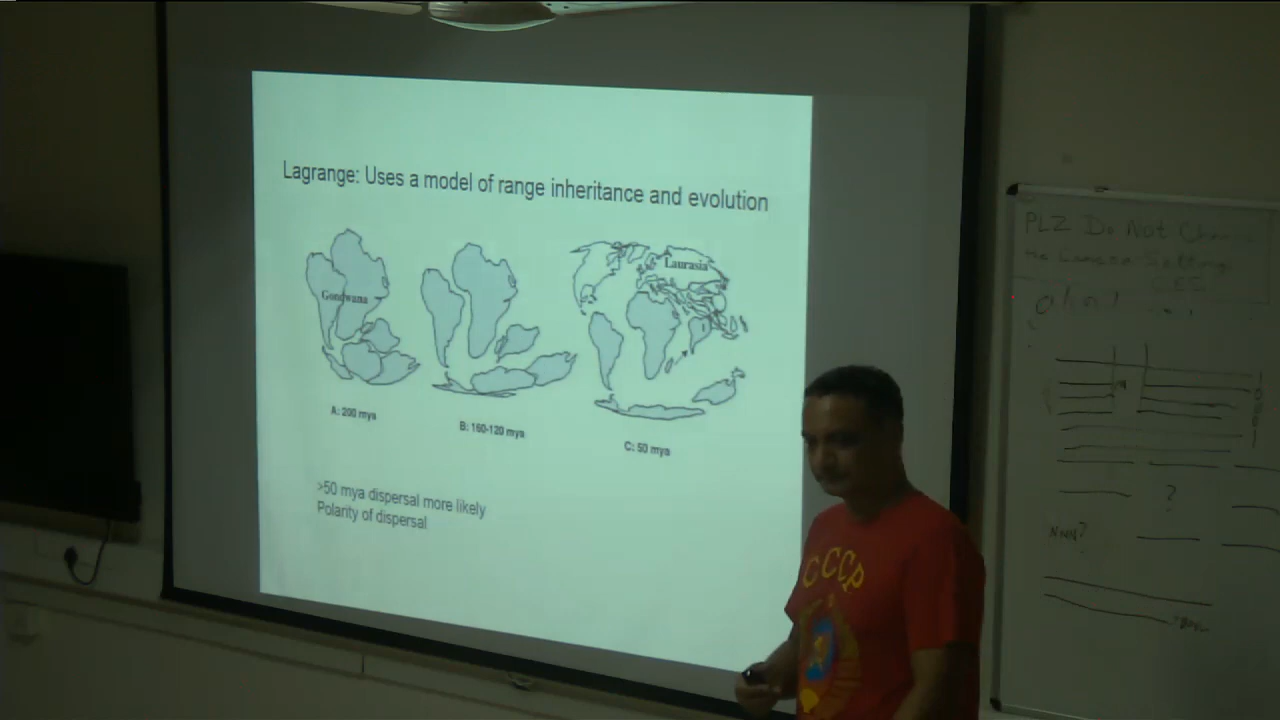 Lagrange: Uses a model of range inheritance and evolution
Gondwana
Laurasia
A: 200 mya
B: 160-120 mya
C: 50 mya
>50 mya dispersal more likely
Polarity of dispersal
CCCP
PLZ Do Not
?